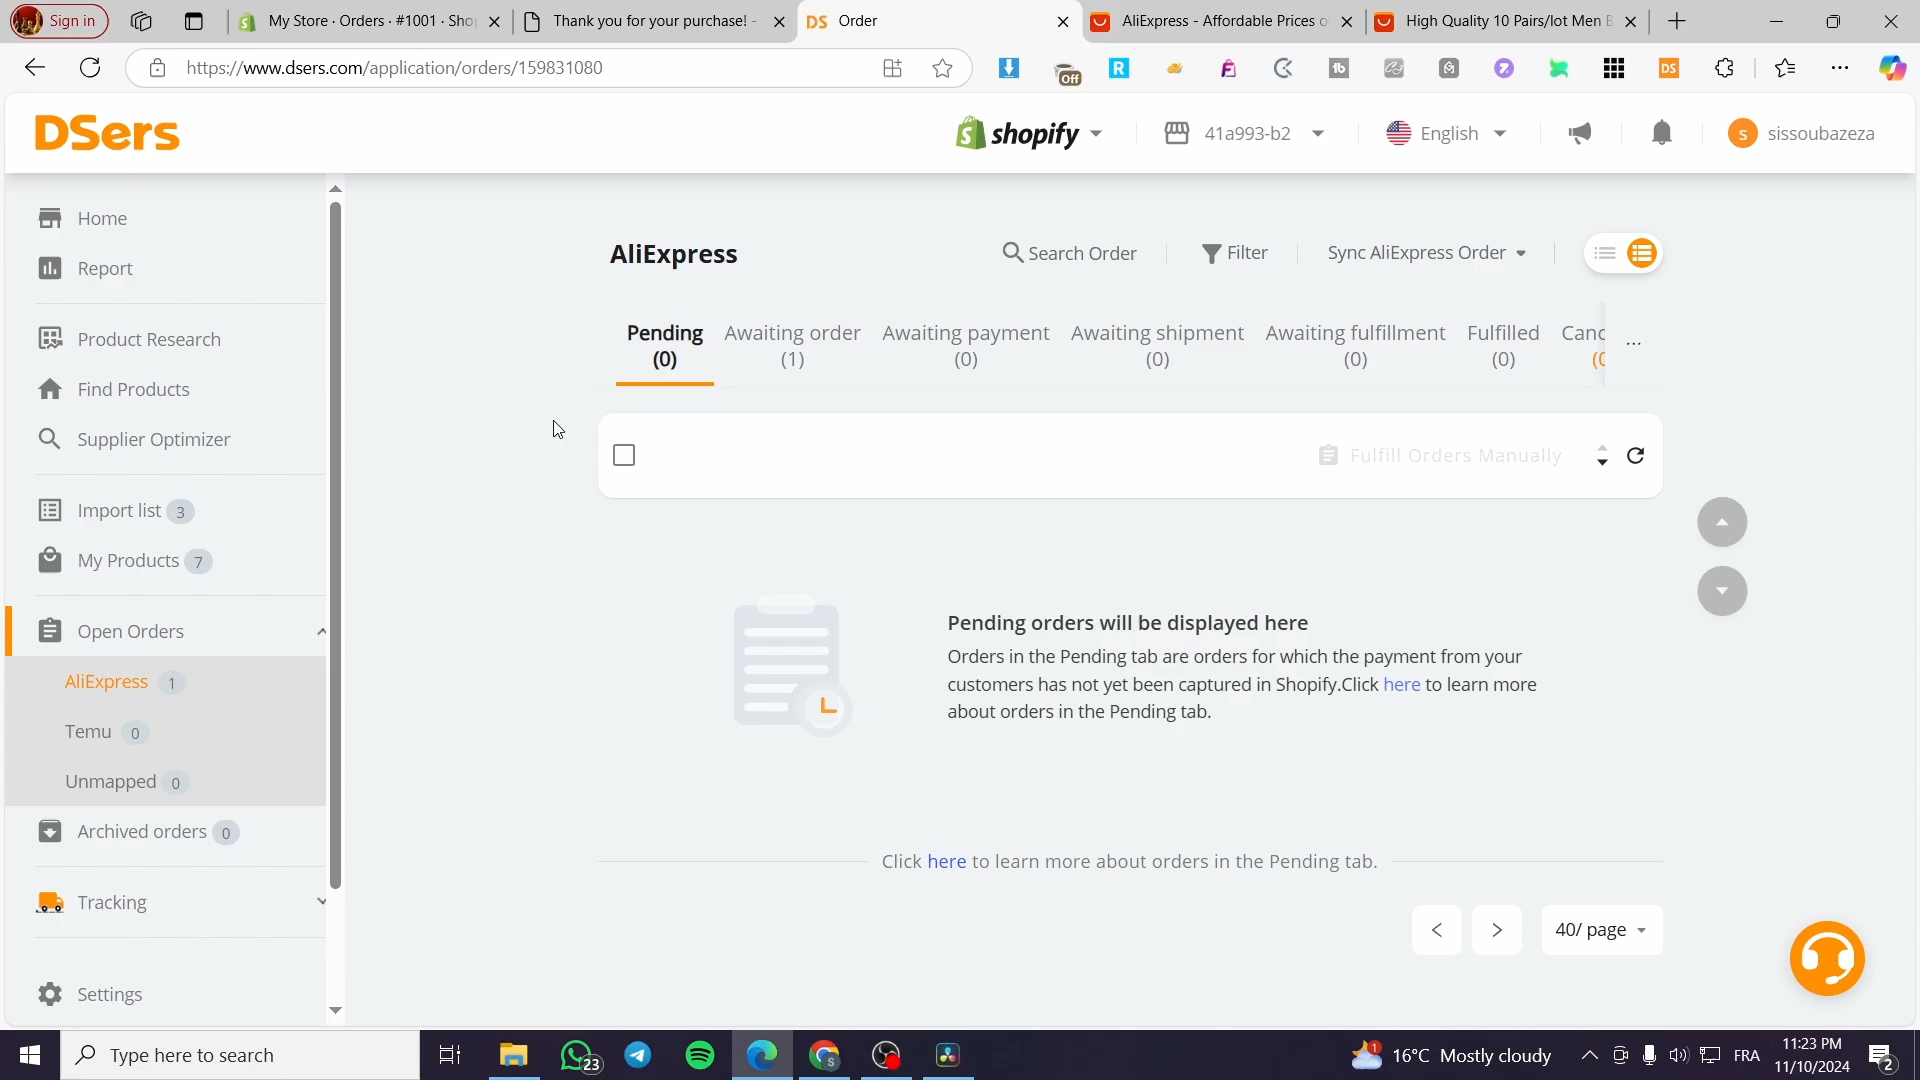 Sign in
My Store · Orders · #1001 · Sho
Thank you for your purchase! -
DS Order
AliExpress - Affordable Prices o
High Quality 10 Pairs/lot Men B
https://www.dsers.com/application/orders/159831080
Off
DSers
shopify
41a993-b2
English
s sissoubazeza
Home
Report
Product Research
Find Products
Supplier Optimizer
Import list 3
My Products 7
Open Orders
AliExpress 1
Temu 0
Unmapped 0
Archived orders 0
Tracking
Settings
AliExpress
Search Order
Filter
Sync AliExpress Order
Pending
(0)
Awaiting order
(1)
Awaiting payment
(0)
Awaiting shipment
(0)
Awaiting fulfillment
(0)
Fulfilled
(0)
Canc
(0
...
Fulfill Orders Manually
Pending orders will be displayed here
Orders in the Pending tab are orders for which the payment from your
customers has not yet been captured in Shopify.Click here to learn more
about orders in the Pending tab.
Click here to learn more about orders in the Pending tab.
40/ page
Type here to search
23
16°C Mostly cloudy
FRA
11:23 PM
11/10/2024
2